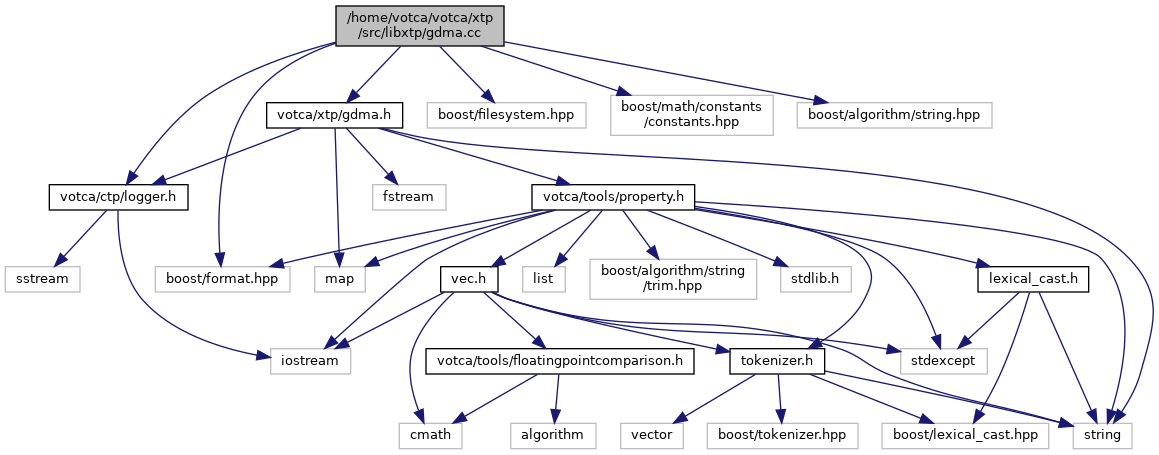 /home/votca/votca/xtp
/src/libxtp/gdma.cc
votca/xtp/gdma.h
boost/filesystem.hpp
boost/math/constants
/constants.hpp
boost/algorithm/string.hpp
votca/ctp/logger.h
fstream
votca/tools/property.h
sstream
boost/format.hpp
map
vec.h
list
boost/algorithm/string
/trim.hpp
stdlib.h
lexical_cast.h
iostream
votca/tools/floatingpointcomparison.h
tokenizer.h
stdexcept
cmath
algorithm
vector
boost/tokenizer.hpp
boost/lexical_cast.hpp
string